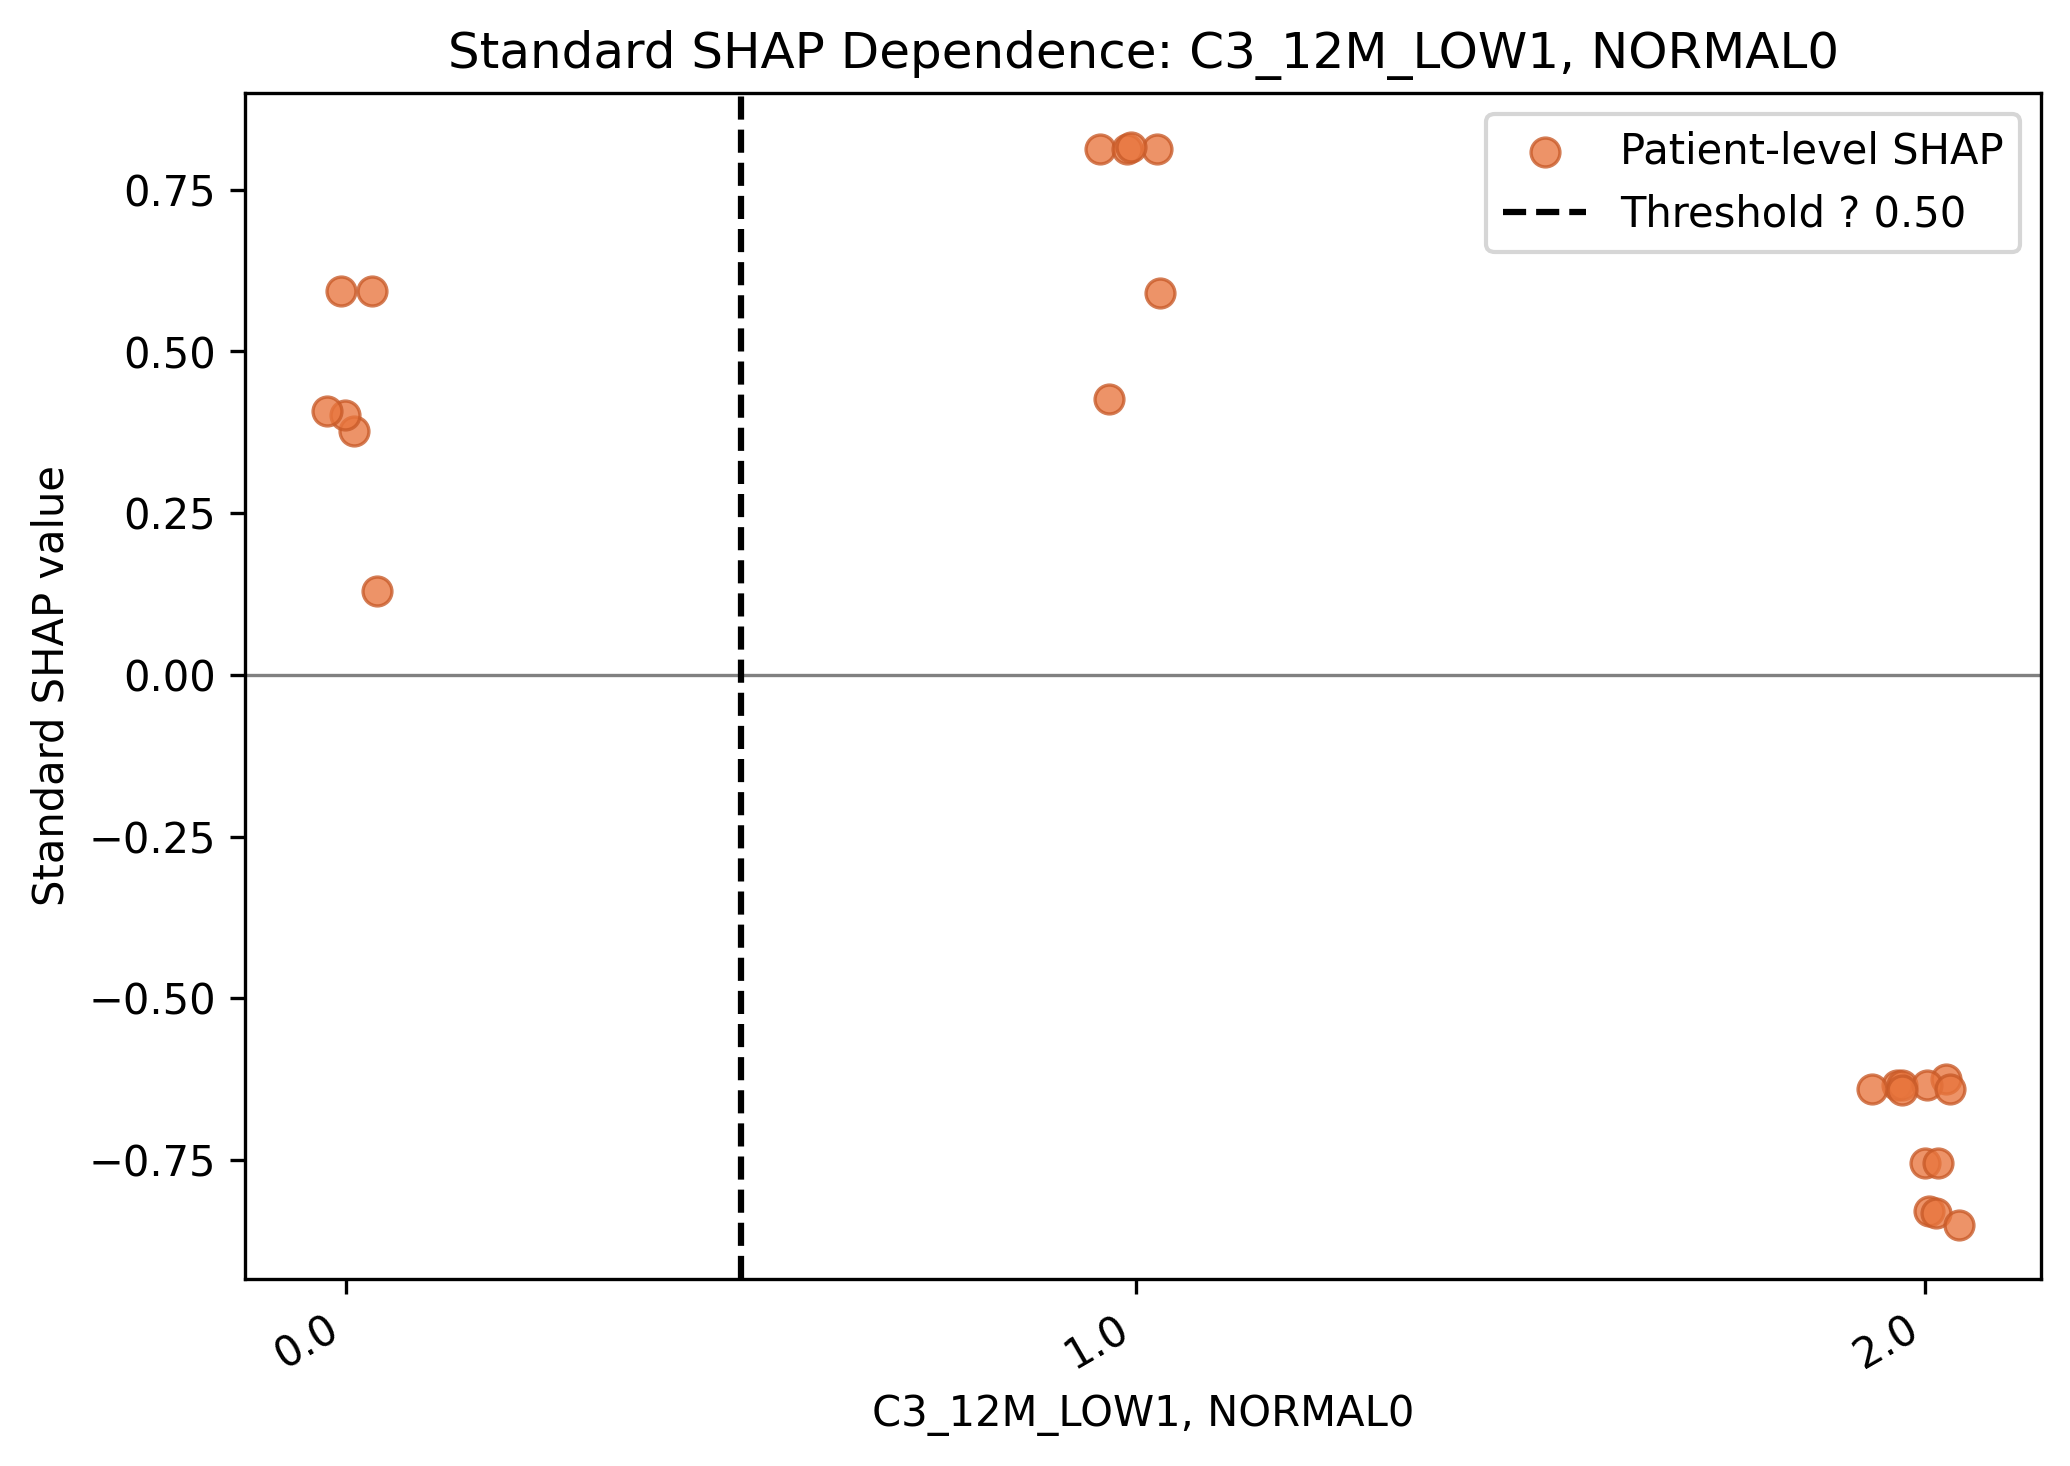 Standard SHAP Dependence: C3_12M_LOW1, NORMAL0
Patient-level SHAP
Threshold ? 0.50
Standard SHAP value
0.75
0.50
0.25
0.00
−0.25
−0.50
−0.75
0.0
1.0
2.0
C3_12M_LOW1, NORMAL0